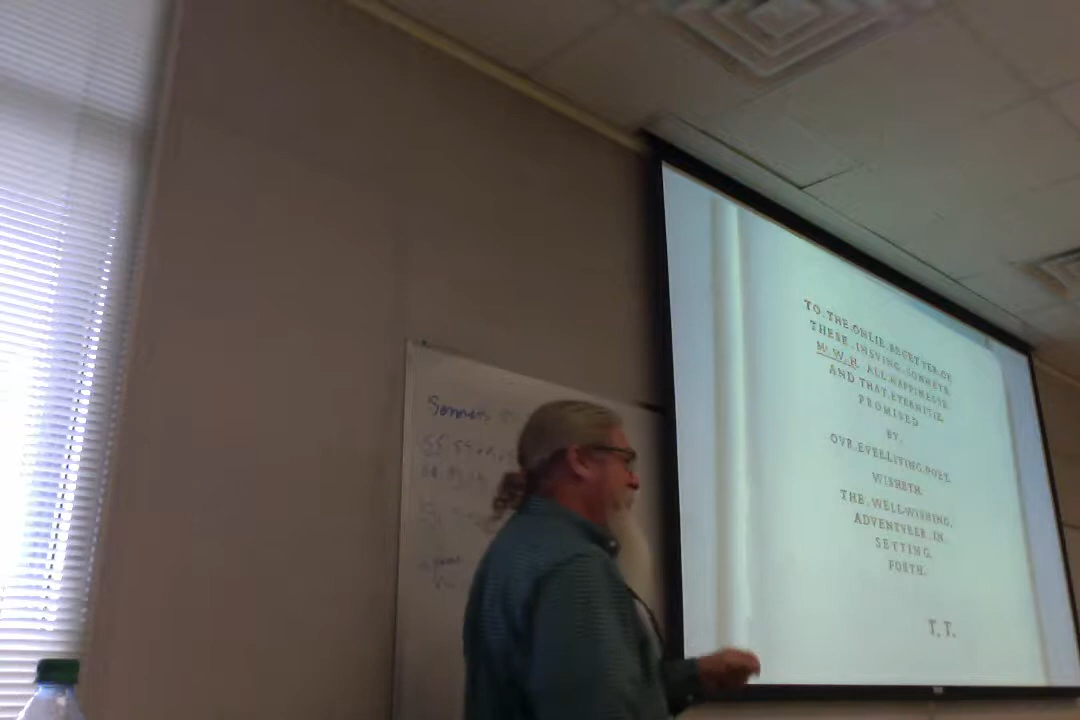 Sonnets
TO.THE.ONLIE.BEGETTER.OF.
THESE.INSVING.SONNETS.
Mr.W.H. ALL.HAPPINESSE.
AND.THAT.ETERNITIE.
PROMISED.
BY.
OVR.EVER-LIVING.POET.
WISHETH.
THE.WELL-WISHING.
ADVENTVRER.IN.
SETTING.
FORTH.
T. T.